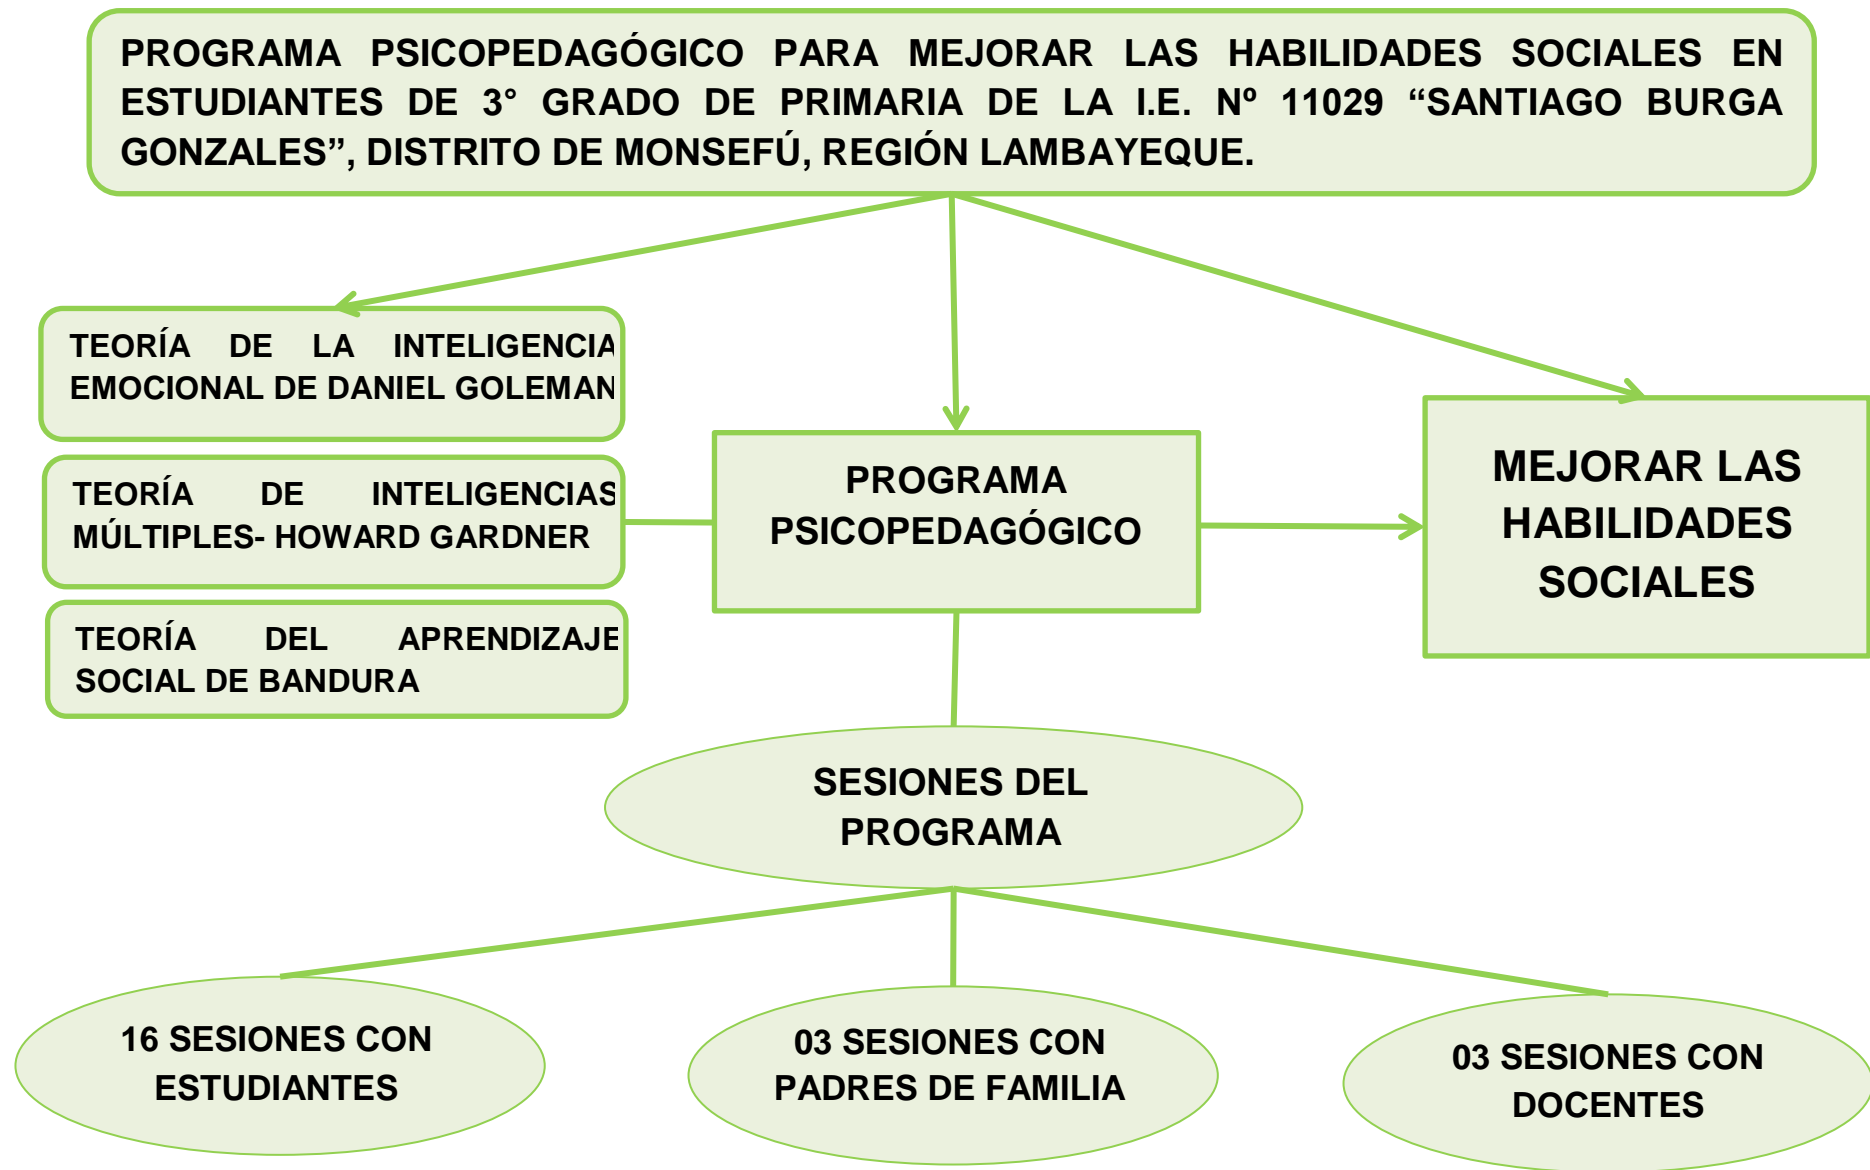 PROGRAMA PSICOPEDAGÓGICO PARA MEJORAR LAS HABILIDADES SOCIALES EN
ESTUDIANTES DE 3° GRADO DE PRIMARIA DE LA I.E. Nº 11029 “SANTIAGO BURGA
GONZALES”, DISTRITO DE MONSEFÚ, REGIÓN LAMBAYEQUE.
TEORÍA DE LA INTELIGENCIA
EMOCIONAL DE DANIEL GOLEMAN
TEORÍA DE INTELIGENCIAS
MÚLTIPLES- HOWARD GARDNER
TEORÍA DEL APRENDIZAJE
SOCIAL DE BANDURA
PROGRAMA
PSICOPEDAGÓGICO
MEJORAR LAS
HABILIDADES
SOCIALES
SESIONES DEL
PROGRAMA
16 SESIONES CON
ESTUDIANTES
03 SESIONES CON
PADRES DE FAMILIA
03 SESIONES CON
DOCENTES